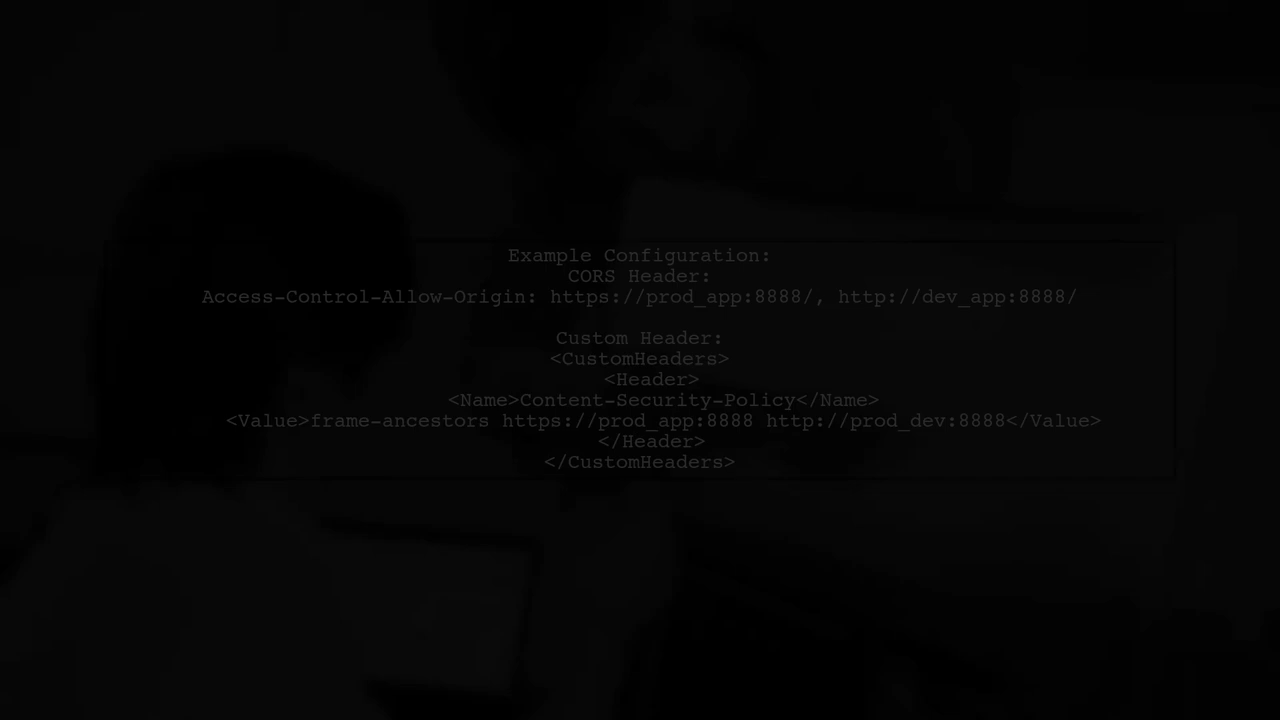 Example Configuration:
CORS Header:
Access-Control-Allow-Origin: https://prod_app:8888/, http://dev_app:8888/
Custom Header:
<CustomHeaders>
<Header>
<Name>Content-Security-Policy</Name>
<Value>frame-ancestors https://prod_app:8888 http://prod_dev:8888</Value>
</Header>
</CustomHeaders>